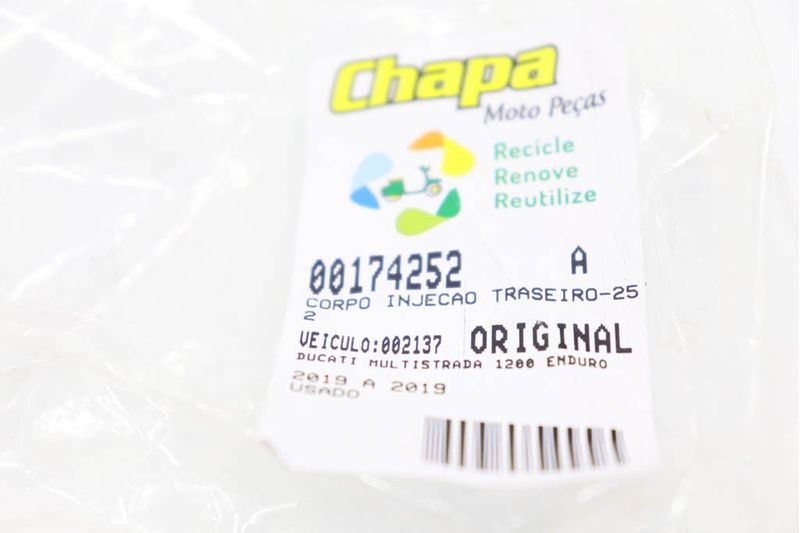 Chapa
Moto Peças
Recicle
Renove
Reutilize
00174252 A
CORPO INJECAO TRASEIRO-25
2
VEICULO:002137 ORIGINAL
DUCATI MULTISTRADA 1200 ENDURO
2019 A 2019
USADO